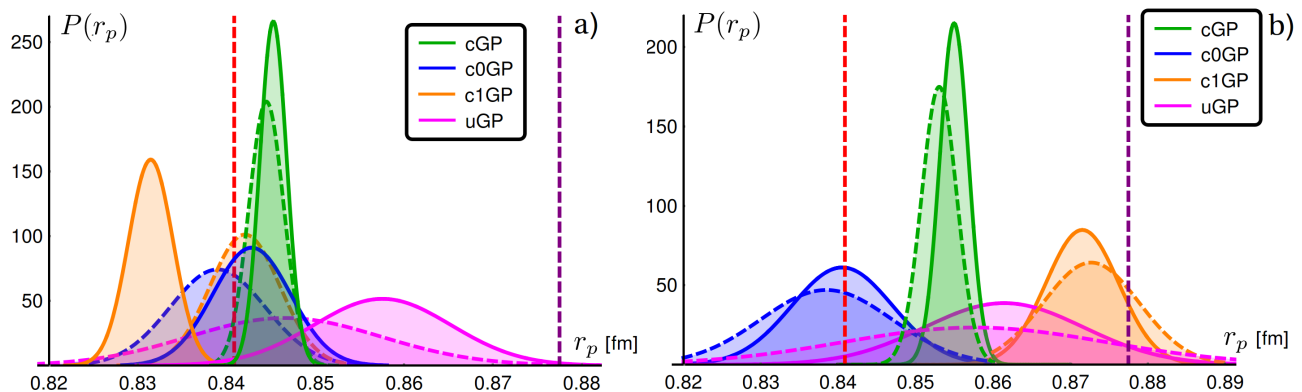 P(r_p)
a)
250
200
150
100
50
cGP
c0GP
c1GP
uGP
r_p [fm]
0.82 0.83 0.84 0.85 0.86 0.87 0.88
P(r_p)
b)
200
150
100
50
cGP
c0GP
c1GP
uGP
r_p [fm]
0.82 0.83 0.84 0.85 0.86 0.87 0.88 0.89